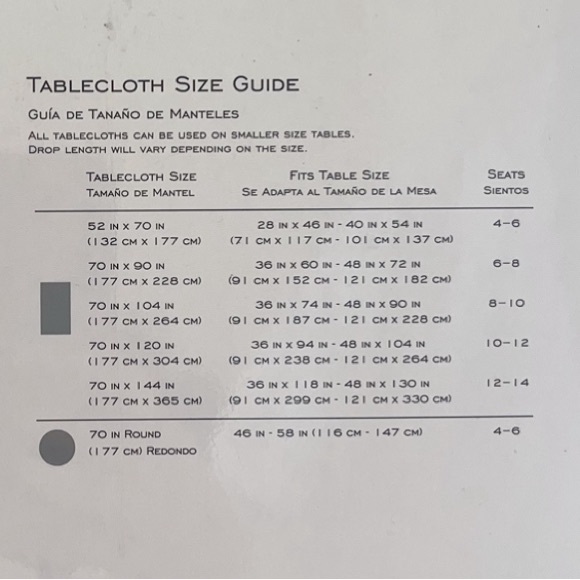 TABLECLOTH SIZE GUIDE
GUÍA DE TANAÑO DE MANTELES
ALL TABLECLOTHS CAN BE USED ON SMALLER SIZE TABLES.
DROP LENGTH WILL VARY DEPENDING ON THE SIZE.
TABLECLOTH SIZE FITS TABLE SIZE SEATS
TAMAÑO DE MANTEL SE ADAPTA AL TAMAÑO DE LA MESA SIENTOS
52 IN X 70 IN 28 IN X 46 IN - 40 IN X 54 IN 4-6
(132 CM X 177 CM) (71 CM X 117 CM - 101 CM X 137 CM)
70 IN X 90 IN 36 IN X 60 IN - 48 IN X 72 IN 6-8
(177 CM X 228 CM) (91 CM X 152 CM - 121 CM X 182 CM)
70 IN X 104 IN 36 IN X 74 IN - 48 IN X 90 IN 8-10
(177 CM X 264 CM) (91 CM X 187 CM - 121 CM X 228 CM)
70 IN X 120 IN 36 IN X 94 IN - 48 IN X 104 IN 10-12
(177 CM X 304 CM) (91 CM X 238 CM - 121 CM X 264 CM)
70 IN X 144 IN 36 IN X 118 IN - 48 IN X 130 IN 12-14
(177 CM X 365 CM) (91 CM X 299 CM - 121 CM X 330 CM)
70 IN ROUND 46 IN - 58 IN (116 CM - 147 CM) 4-6
(177 CM) REDONDO